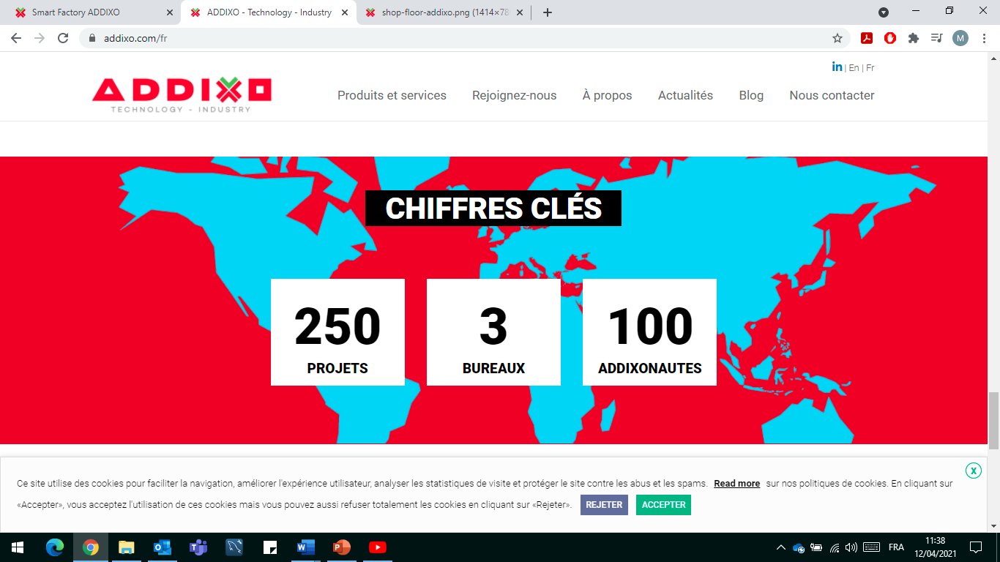 Smart Factory ADDIXO
ADDIXO - Technology - Industry
shop-floor-addixo.png (1414×78
addixo.com/fr
M
in | En | Fr
ADDIXO
TECHNOLOGY - INDUSTRY
Produits et services Rejoignez-nous À propos Actualités Blog Nous contacter
CHIFFRES CLÉS
250 3 100
PROJETS BUREAUX ADDIXONAUTES
X
Ce site utilise des cookies pour faciliter la navigation, améliorer l'expérience utilisateur, analyser les statistiques de visite et protéger le site contre les abus et les spams. Read more sur nos politiques de cookies. En cliquant sur
«Accepter», vous acceptez l'utilisation de ces cookies mais vous pouvez aussi refuser totalement les cookies en cliquant sur «Rejeter». REJETER ACCEPTER
FRA
11:38
12/04/2021